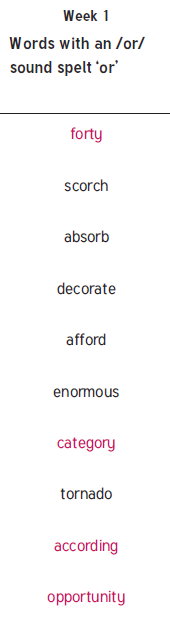 Week 1
Words with an /or/
sound spelt ‘or’
forty
scorch
absorb
decorate
afford
enormous
category
tornado
according
opportunity